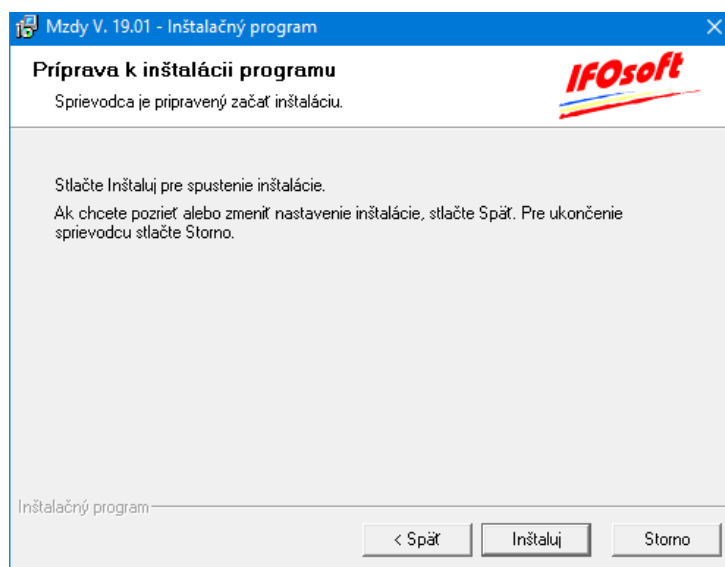 Mzdy V. 19.01 - Inštalačný program
Príprava k inštalácii programu
Sprievodca je pripravený začať inštaláciu.
IFOsoft
Stlačte Inštaluj pre spustenie inštalácie.
Ak chcete pozrieť alebo zmeniť nastavenie inštalácie, stlačte Späť. Pre ukončenie
sprievodcu stlačte Storno.
Inštalačný program
< Späť
Inštaluj
Storno